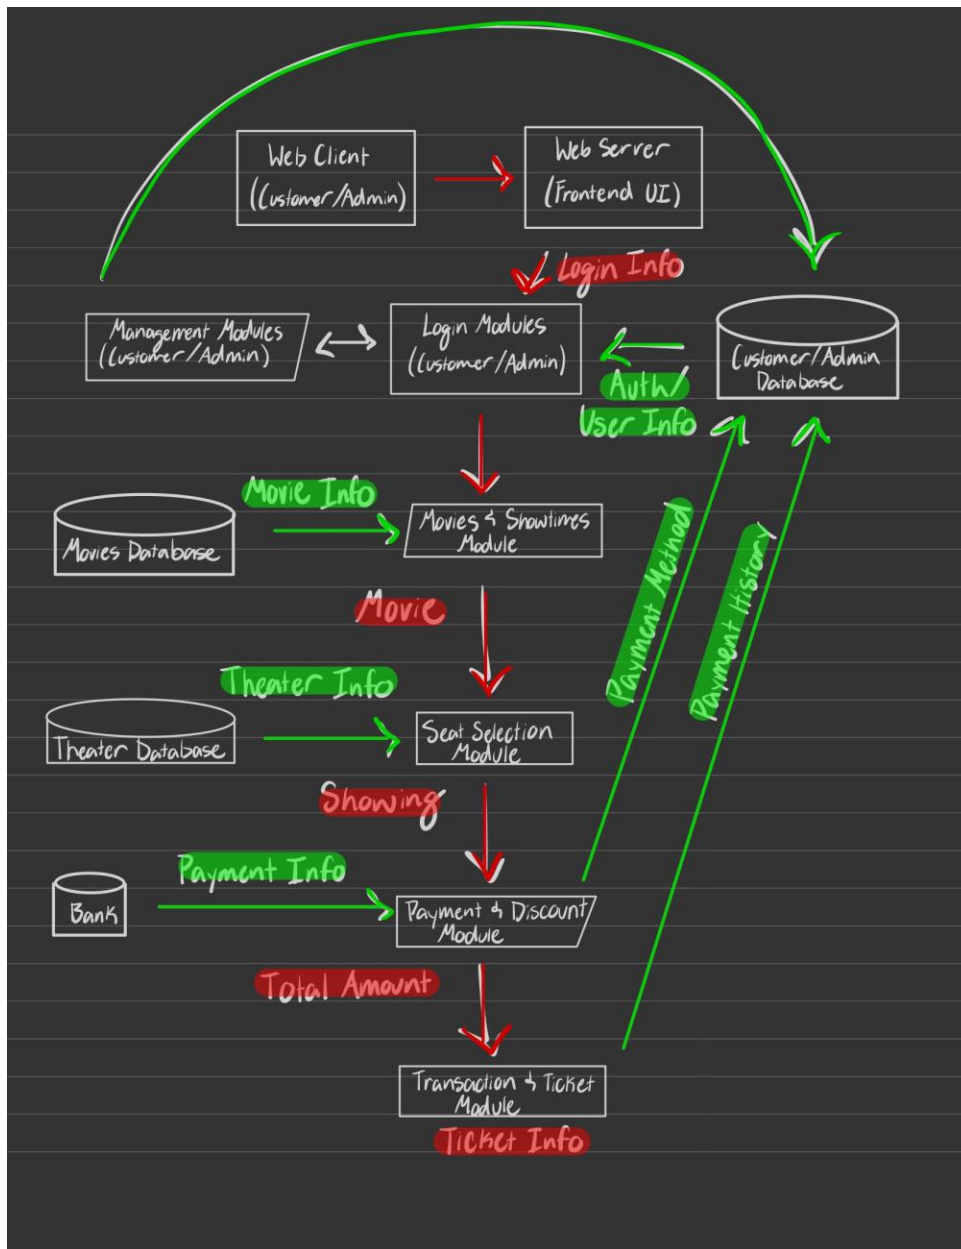 Web Client
(Customer/Admin)
Web Server
(Frontend UI)
Login Info
Management Modules
(Customer/Admin)
Login Modules
(Customer/Admin)
Customer/Admin
Database
Auth/
User Info
Movie Info
Movies Database
Movies & Showtimes
Module
Movie
Payment Method
Payment History
Theater Info
Theater Database
Seat Selection
Module
Showing
Payment Info
Bank
Payment & Discount
Module
Total Amount
Transaction & Ticket
Module
Ticket Info